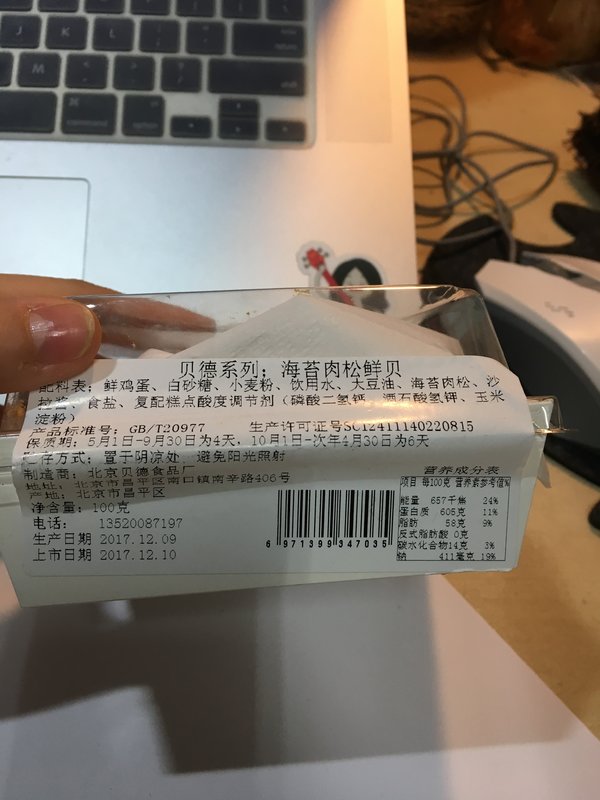 M
command
option
贝德系列：海苔肉松鲜贝
配料表：鲜鸡蛋、白砂糖、小麦粉、饮用水、大豆油、海苔肉松、沙
拉酱、食盐、复配糕点酸度调节剂（磷酸二氢钙、酒石酸氢钾、玉米
淀粉）
产品标准号：GB/T20977 生产许可证号SC12411140220815
保质期：5月1日-9月30日为4天，10月1日-次年4月30日为6天
贮存方式：置于阴凉处、避免阳光照射
制造商：北京贝德食品厂
地址：北京市昌平区南口镇南辛路406号
产地：北京市昌平区
净含量：100克
电话：13520087197
生产日期 2017.12.09
上市日期 2017.12.10
6 971399 347035
营养成分表
项目 每100克 营养素参考值%
能量 657千焦 24%
蛋白质 605克 11%
脂肪 58克 9%
反式脂肪酸 0克
碳水化合物14克 3%
钠 411毫克 19%